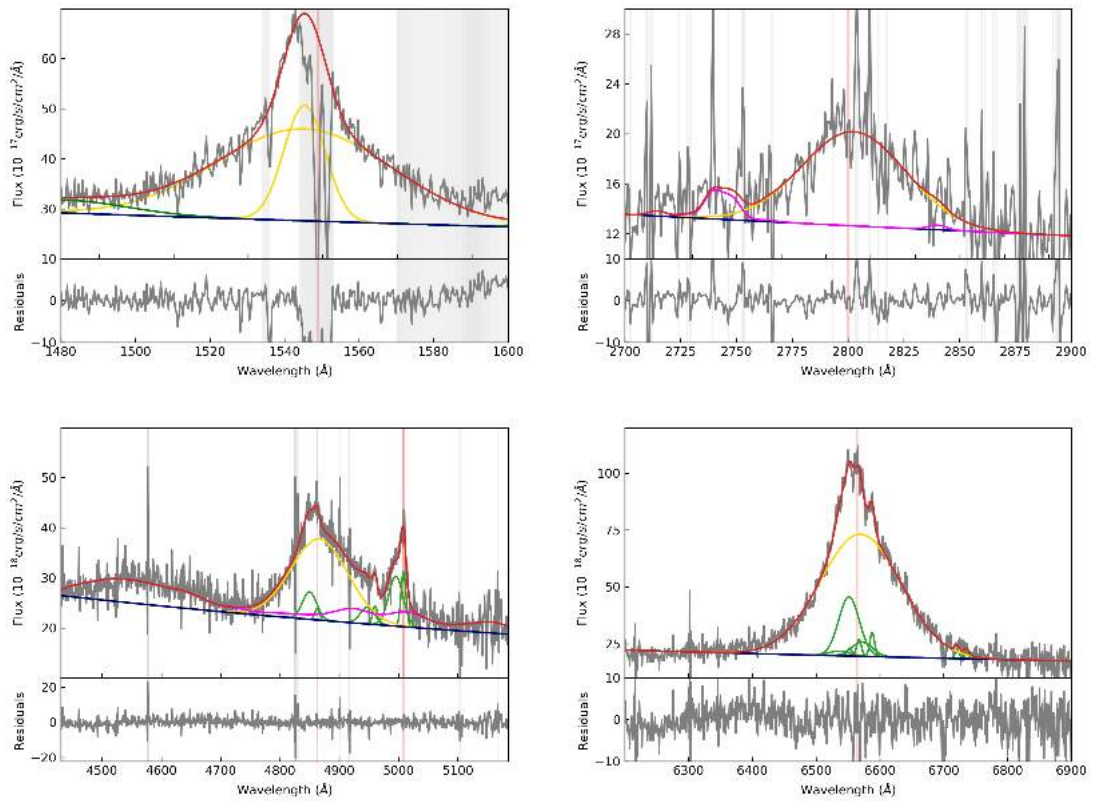 Flux (10⁻¹⁷erg/s/cm²/Å)
60
50
40
30
10
Residuals
0
−10
1480 1500 1520 1540 1560 1580 1600
Wavelength (Å)
Flux (10⁻¹⁷erg/s/cm²/Å)
28
24
20
16
12
10
Residuals
0
−10
2700 2725 2750 2775 2800 2825 2850 2875 2900
Wavelength (Å)
Flux (10⁻¹⁸erg/s/cm²/Å)
50
40
30
20
Residuals
20
0
−20
4500 4600 4700 4800 4900 5000 5100
Wavelength (Å)
Flux (10⁻¹⁸erg/s/cm²/Å)
100
75
50
25
10
Residuals
0
−10
6300 6400 6500 6600 6700 6800 6900
Wavelength (Å)